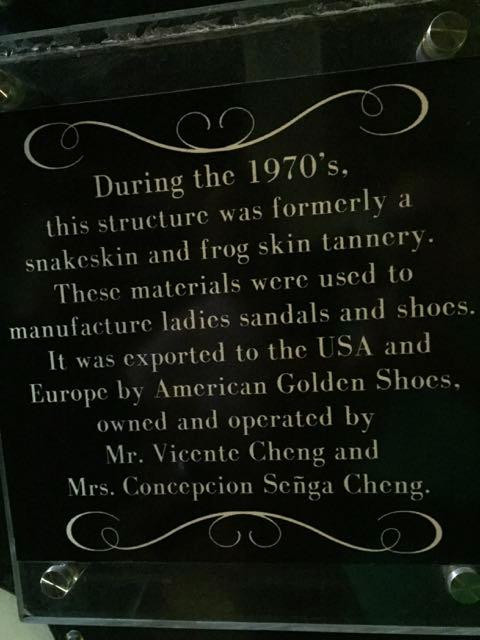 During the 1970's,
this structure was formerly a
snakeskin and frog skin tannery.
These materials were used to
manufacture ladies sandals and shoes.
It was exported to the USA and
Europe by American Golden Shoes,
owned and operated by
Mr. Vicente Cheng and
Mrs. Concepcion Señga Cheng.